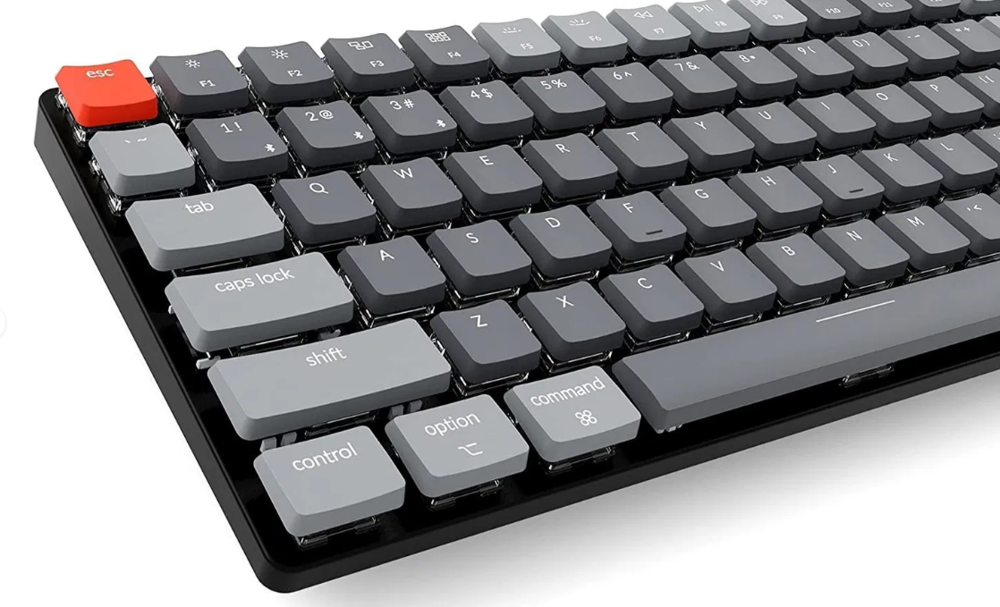 esc F1 F2 F3 F4 F5 F6 F7 F8 F9 F10 F11
` ~ 1! 2@ 3# 4$ 5% 6^ 7& 8* 9( 0) -- =+
tab Q W E R T Y U I O P
caps lock A S D F G H J K L
shift Z X C V B N M
control option ⌥ command ⌘